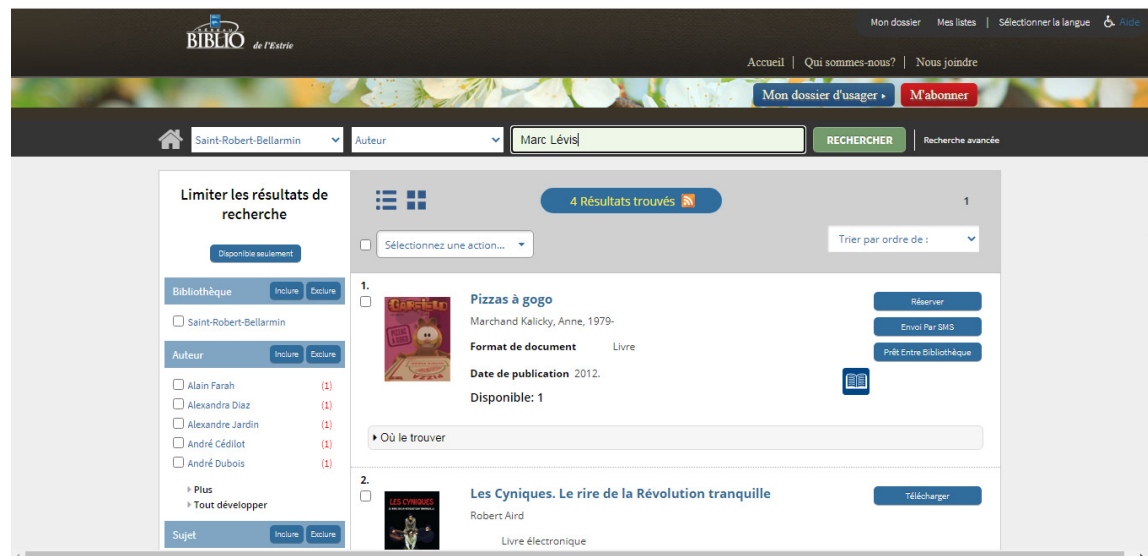 Mon dossier Mes listes | Sélectionner la langue Aide
RÉSEAU
BIBLIO de l'Estrie
Accueil | Qui sommes-nous? | Nous joindre
Mon dossier d'usager M'abonner
Saint-Robert-Bellarmin Auteur Marc Lévis RECHERCHER Recherche avancée
Limiter les résultats de
recherche
Disponible seulement
4 Résultats trouvés 1
Sélectionnez une action... Trier par ordre de :
Bibliothèque Inclure Exclure
Saint-Robert-Bellarmin
Auteur Inclure Exclure
Alain Farah (1)
Alexandra Diaz (1)
Alexandre Jardin (1)
André Cédilot (1)
André Dubois (1)
Plus
Tout développer
Sujet Inclure Exclure
1.
GARFIELD
PIZZAS
À GOGO
Pizzas à gogo
Marchand Kalicky, Anne, 1979-
Format de document Livre
Date de publication 2012.
Disponible: 1
Réserver
Envoi Par SMS
Prêt Entre Bibliothèque
Où le trouver
2.
LES CYNIQUES
Les Cyniques. Le rire de la Révolution tranquille
Robert Aird
Livre électronique
Télécharger